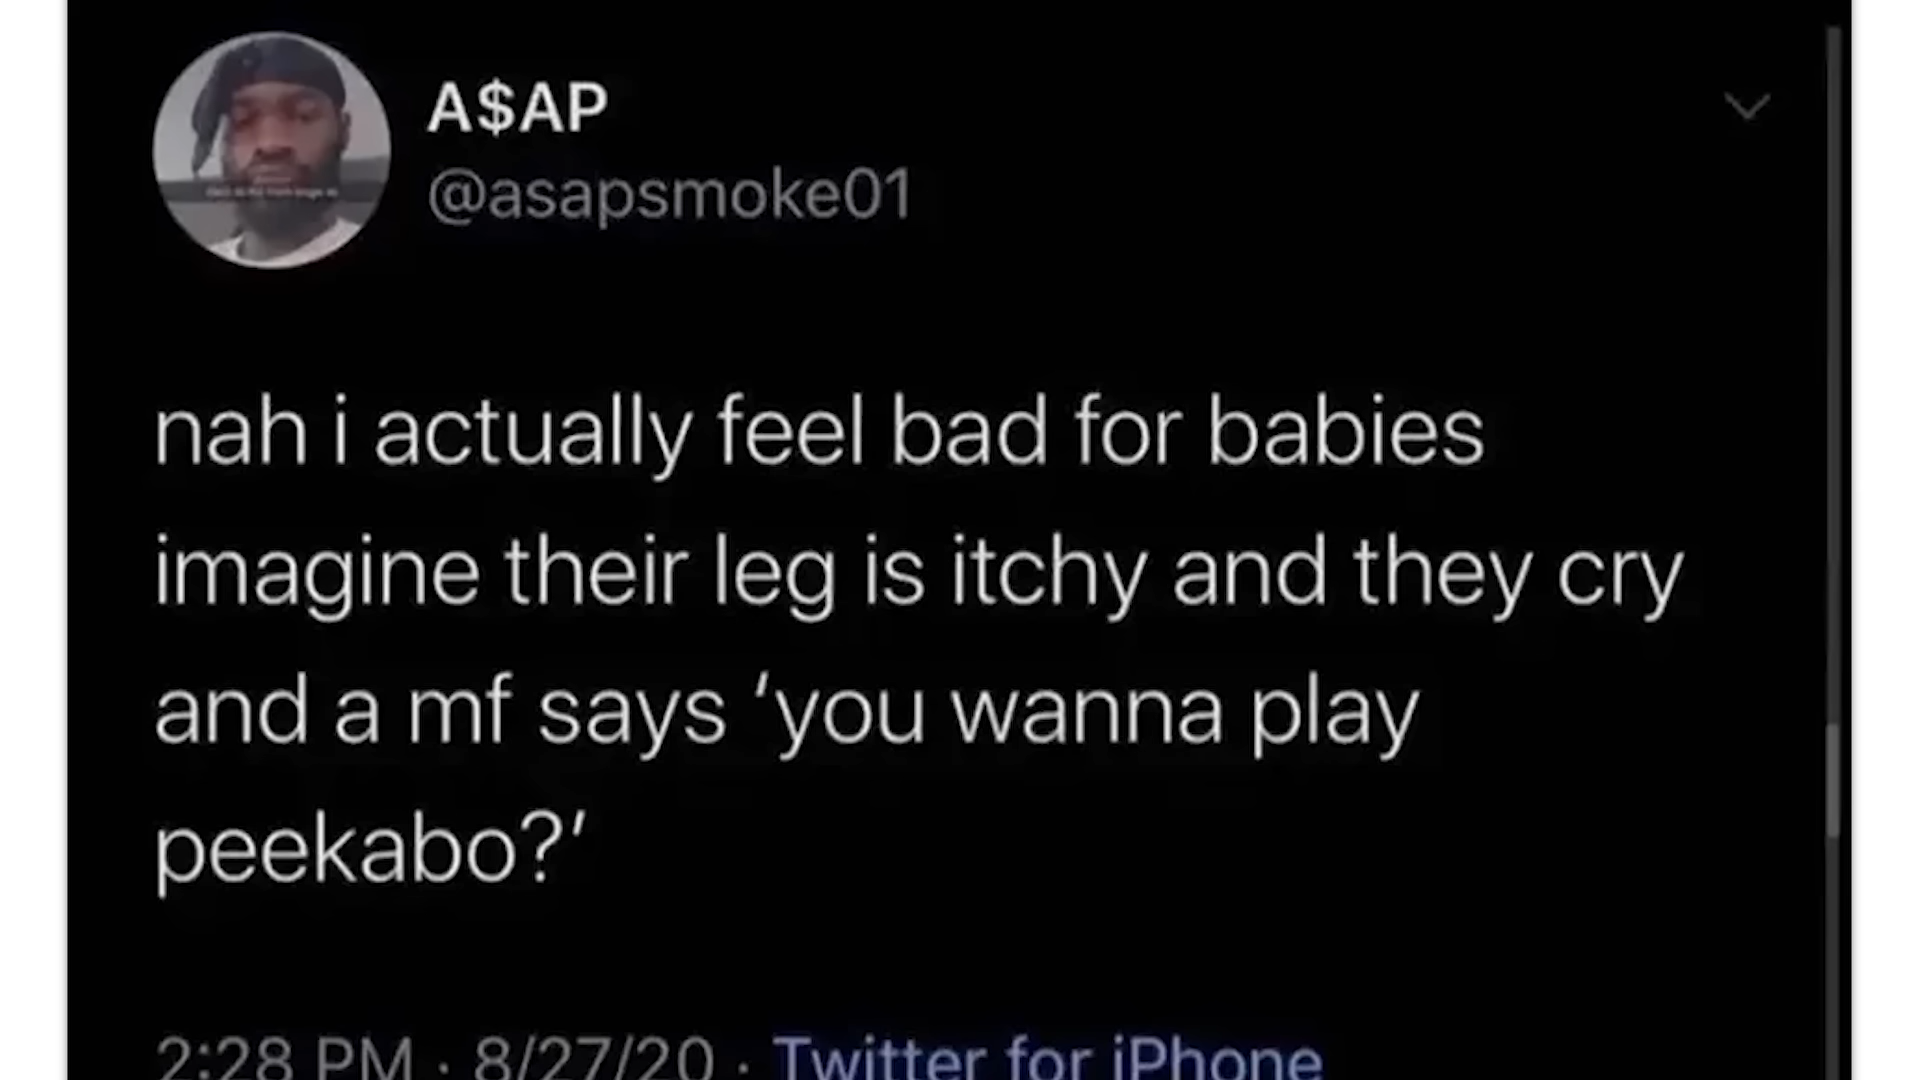 A$AP
@asapsmoke01
nah i actually feel bad for babies
imagine their leg is itchy and they cry
and a mf says ‘you wanna play
peekabo?’
2:28 PM · 8/27/20 · Twitter for iPhone